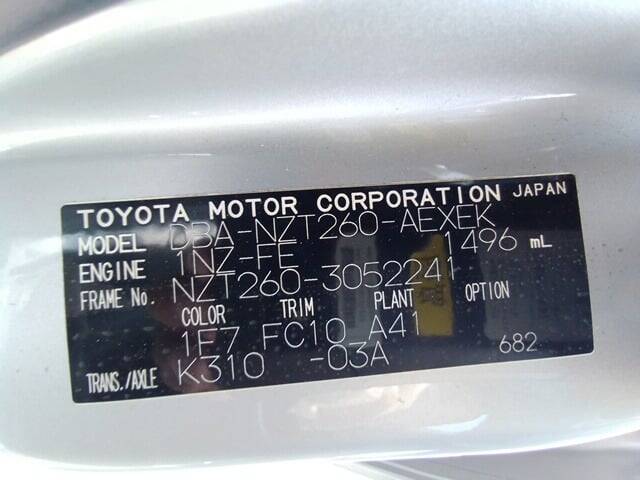 TOYOTA MOTOR CORPORATION JAPAN
MODEL DBA-NZT260-AEXEK
ENGINE 1NZ-FE 1496 mL
FRAME No. NZT260-3052241
COLOR TRIM PLANT OPTION
1F7 FC10 A41
TRANS./AXLE K310 -03A 682